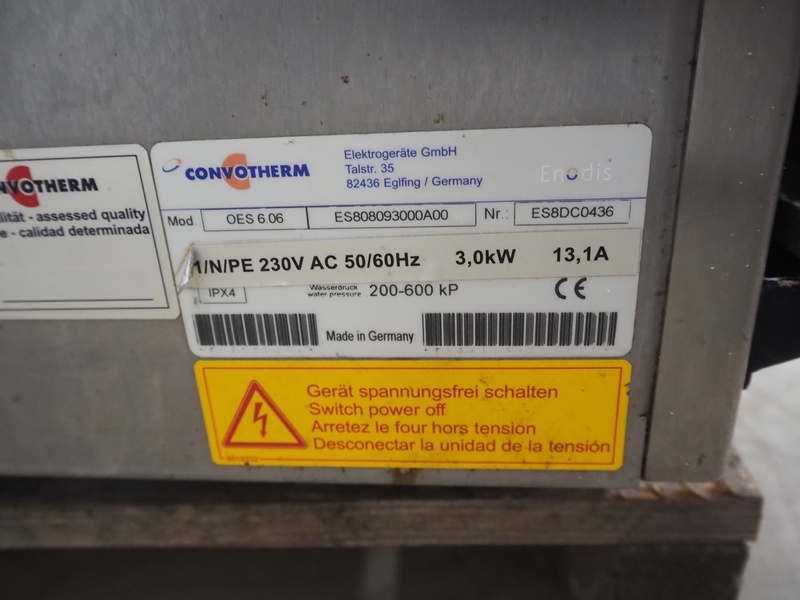 NVOTHERM
lität - assessed quality
e - calidad determinada
CONVOTHERM
Elektrogeräte GmbH
Talstr. 35
82436 Eglfing / Germany
Enodis
Mod. OES 6.06 ES808093000A00 Nr.: ES8DC0436
1/N/PE 230V AC 50/60Hz 3,0kW 13,1A
IPX4 Wasserdruck water pressure 200-600 kP CE
Made in Germany
Gerät spannungsfrei schalten
Switch power off
Arretez le four hors tension
Desconectar la unidad de la tensión